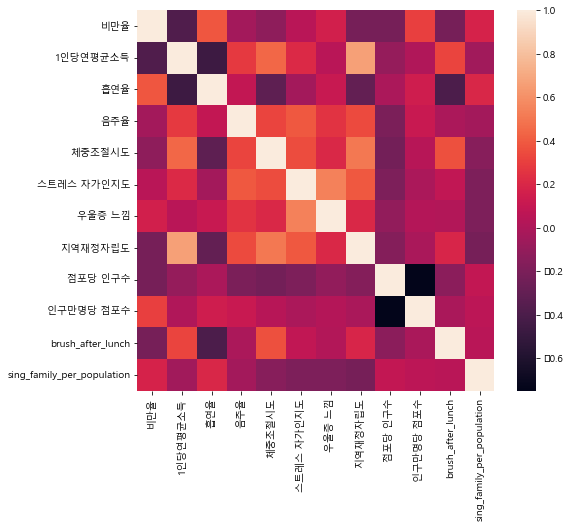 비만율
1인당연평균소득
흡연율
음주율
체중조절시도
스트레스 자가인지도
우울증 느낌
지역재정자립도
점포당 인구수
인구만명당 점포수
brush_after_lunch
sing_family_per_population
비만율
1인당연평균소득
흡연율
음주율
체중조절시도
스트레스 자가인지도
우울증 느낌
지역재정자립도
점포당 인구수
인구만명당 점포수
brush_after_lunch
sing_family_per_population
1.0
0.8
0.6
0.4
0.2
0.0
□0.2
□0.4
□0.6